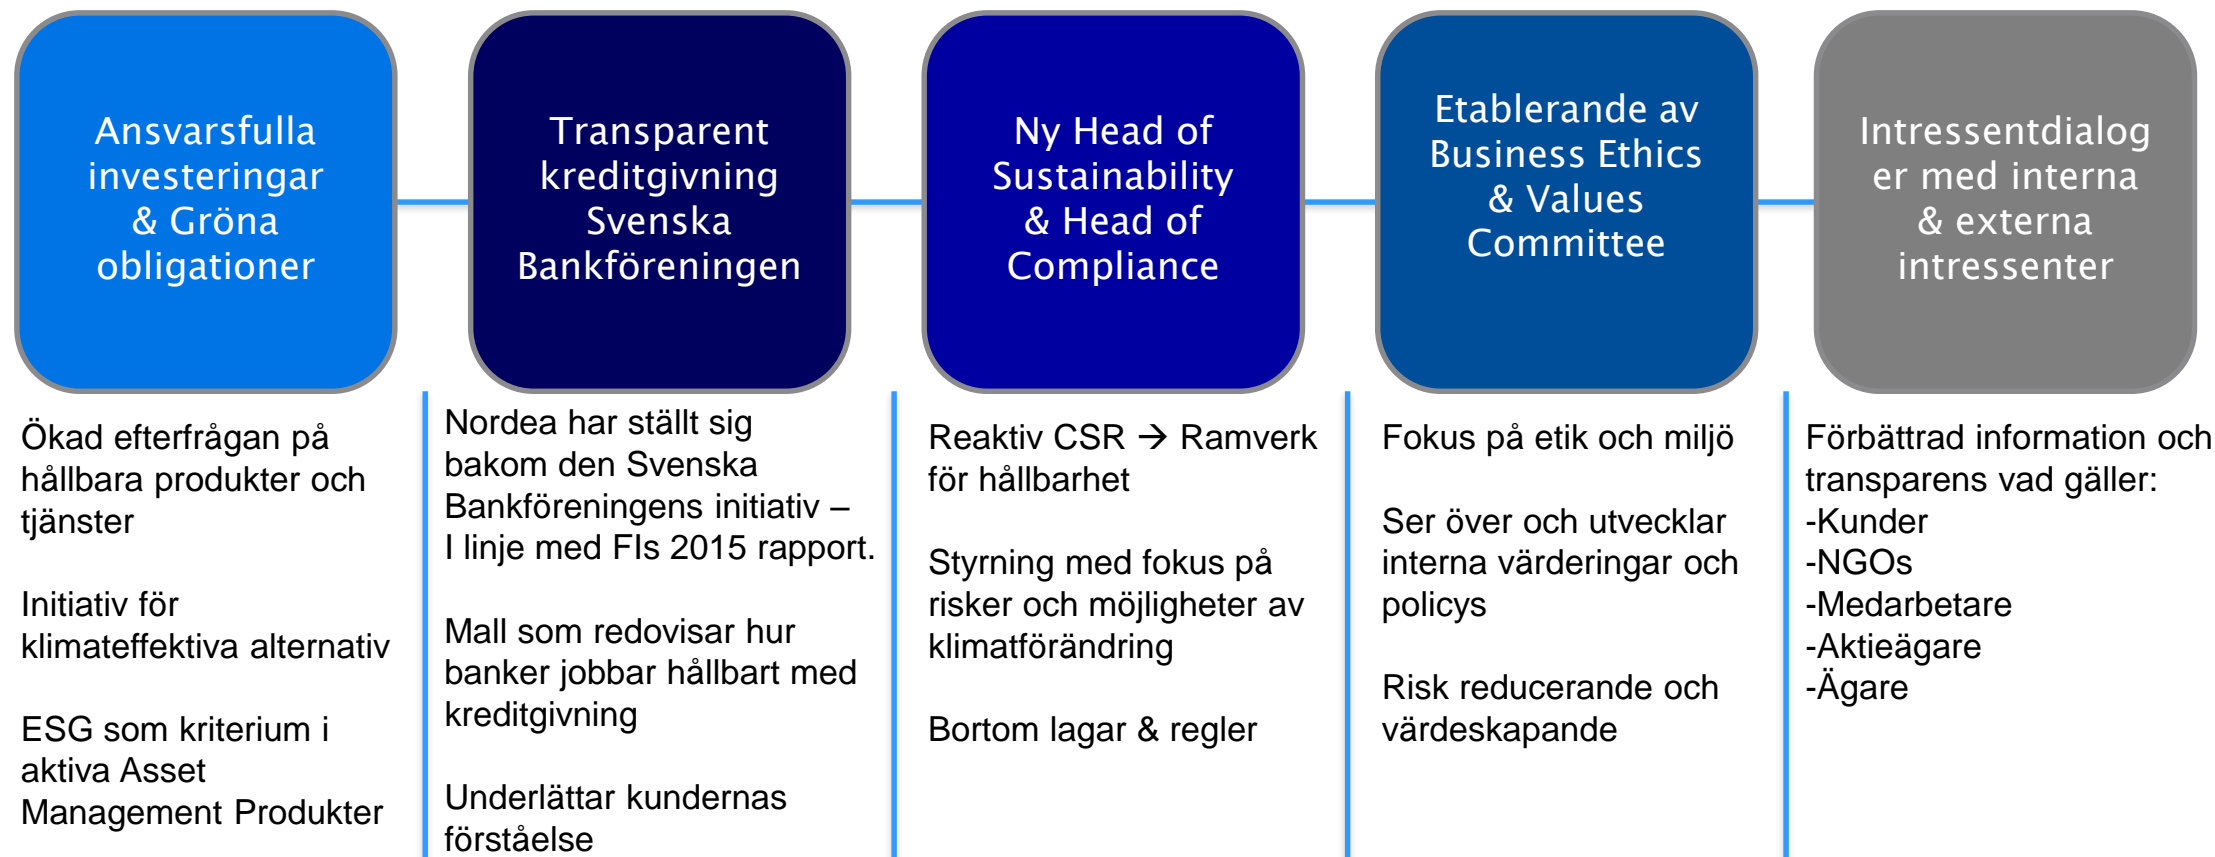 Ansvarsfulla
investeringar
& Gröna
obligationer
Transparent
kreditgivning
Svenska
Bankföreningen
Ny Head of
Sustainability
& Head of
Compliance
Etablerande av
Business Ethics
& Values
Committee
Intressentdialog
er med interna
& externa
intressenter
Ökad efterfrågan på
hållbara produkter och
tjänster
Initiativ för
klimateffektiva alternativ
ESG som kriterium i
aktiva Asset
Management Produkter
Nordea har ställt sig
bakom den Svenska
Bankföreningens initiativ –
I linje med FIs 2015 rapport.
Mall som redovisar hur
banker jobbar hållbart med
kreditgivning
Underlättar kundernas
förståelse
Reaktiv CSR → Ramverk
för hållbarhet
Styrning med fokus på
risker och möjligheter av
klimatförändring
Bortom lagar & regler
Fokus på etik och miljö
Ser över och utvecklar
interna värderingar och
policys
Risk reducerande och
värdeskapande
Förbättrad information och
transparens vad gäller:
-Kunder
-NGOs
-Medarbetare
-Aktieägare
-Ägare